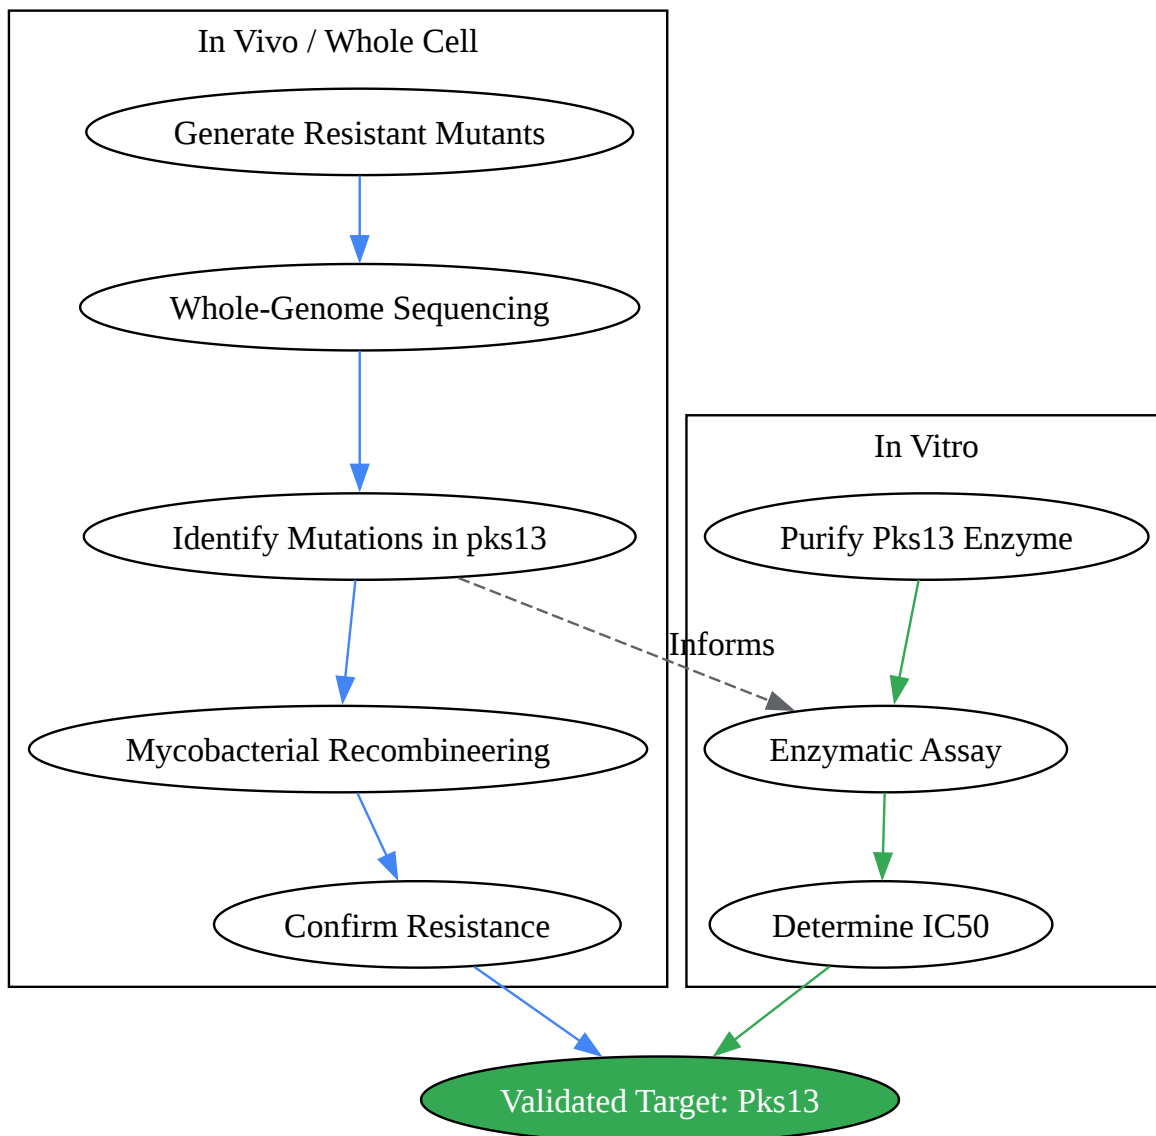 In Vivo / Whole Cell
Generate Resistant Mutants
Whole-Genome Sequencing
Identify Mutations in pks13
Mycobacterial Recombineering
Confirm Resistance
Informs
In Vitro
Purify Pks13 Enzyme
Enzymatic Assay
Determine IC50
Validated Target: Pks13